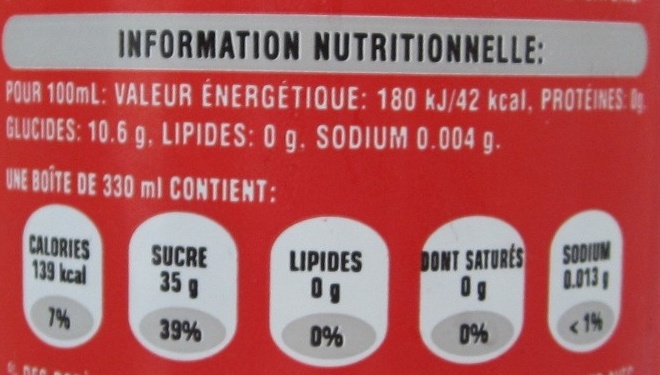 INFORMATION NUTRITIONNELLE:
POUR 100mL: VALEUR ÉNERGÉTIQUE: 180 kJ/42 kcal, PROTÉINES: 0g,
GLUCIDES: 10.6 g, LIPIDES: 0 g, SODIUM 0.004 g.
UNE BOÎTE DE 330 ml CONTIENT:
CALORIES
139 kcal
7%
SUCRE
35 g
39%
LIPIDES
0 g
0%
DONT SATURÉS
0 g
0%
SODIUM
0.013 g
< 1%